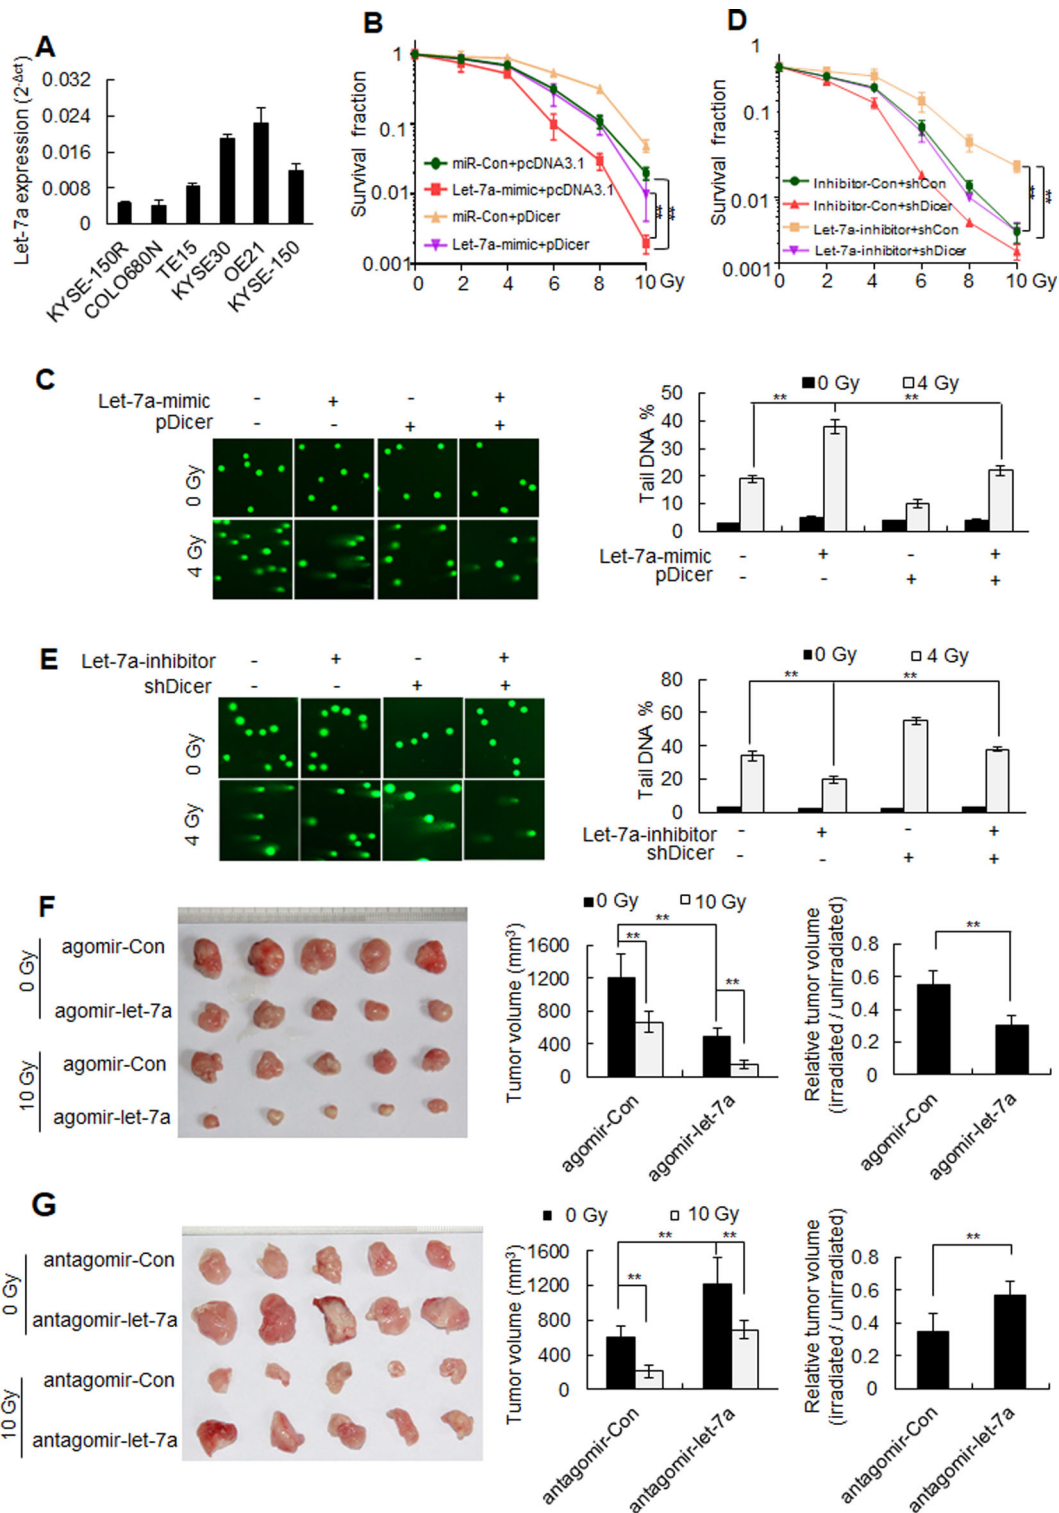 A
Let-7a expression (2^-Δct)
0.032
0.024
0.016
0.008
0
KYSE-150R
COLO680N
TE15
KYSE30
OE21
KYSE-150
B
Survival fraction
1
0.1
0.01
0.001
miR-Con+pcDNA3.1
Let-7a-mimic+pcDNA3.1
miR-Con+pDicer
Let-7a-mimic+pDicer
** **
0 2 4 6 8 10 Gy
D
Survival fraction
1
0.1
0.01
0.001
Inhibitor-Con+shCon
Inhibitor-Con+shDicer
Let-7a-inhibitor+shCon
Let-7a-inhibitor+shDicer
** **
0 2 4 6 8 10 Gy
C
Let-7a-mimic - + - +
pDicer - - + +
0 Gy
4 Gy
0 Gy 4 Gy
** **
Tail DNA %
50
40
30
20
10
0
Let-7a-mimic - + - +
pDicer - - + +
E
Let-7a-inhibitor - + - +
shDicer - - + +
0 Gy
4 Gy
0 Gy 4 Gy
** **
Tail DNA %
80
60
40
20
0
Let-7a-inhibitor - + - +
shDicer - - + +
F
0 Gy
agomir-Con
agomir-let-7a
10 Gy
agomir-Con
agomir-let-7a
0 Gy 10 Gy
Tumor volume (mm³)
1600
1200
800
400
0
**
**
**
agomir-Con
agomir-let-7a
Relative tumor volume
(irradiated / unirradiated)
0.8
0.6
0.4
0.2
0
**
agomir-Con
agomir-let-7a
G
0 Gy
antagomir-Con
antagomir-let-7a
10 Gy
antagomir-Con
antagomir-let-7a
0 Gy 10 Gy
Tumor volume (mm³)
1600
1200
800
400
0
** **
**
antagomir-Con
antagomir-let-7a
Relative tumor volume
(irradiated / unirradiated)
0.8
0.6
0.4
0.2
0
**
antagomir-Con
antagomir-let-7a